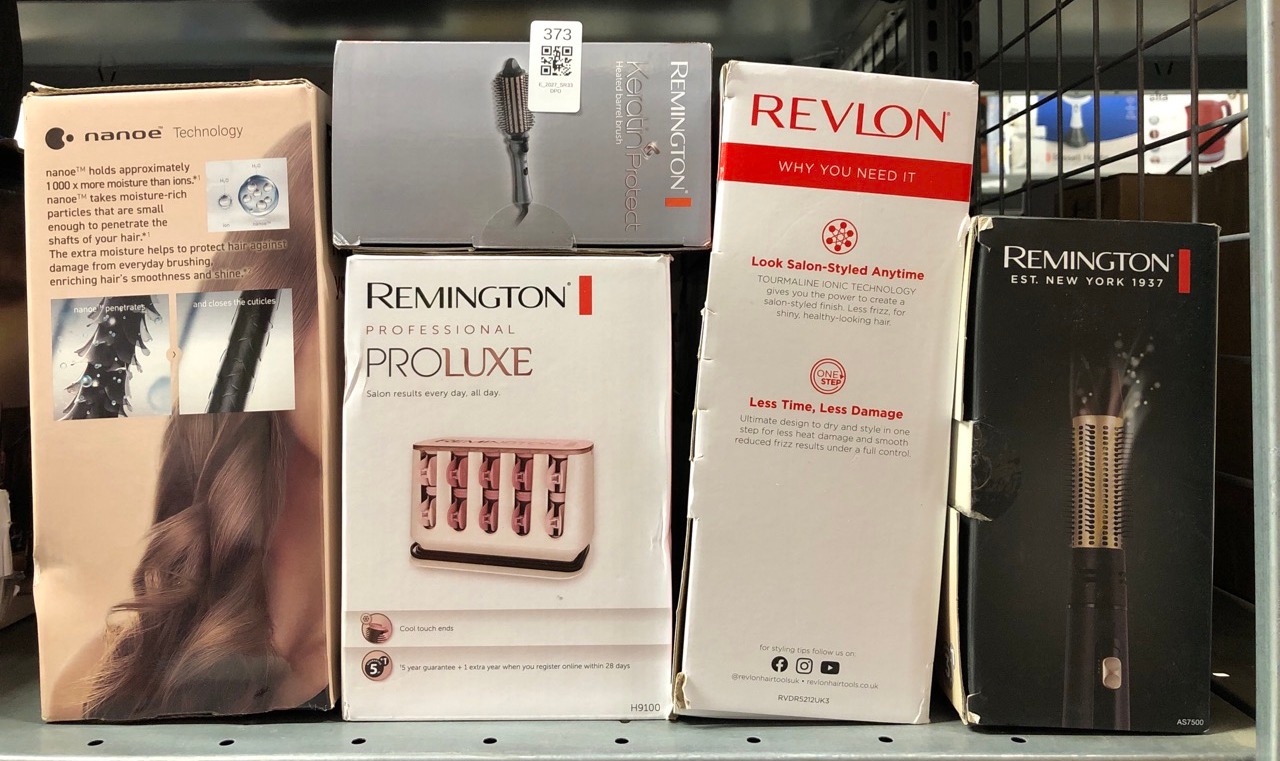 nanoe™ Technology
nanoe™ holds approximately
1 000 x more moisture than ions.*¹
nanoe™ takes moisture-rich
particles that are small
enough to penetrate the
shafts of your hair.*¹
The extra moisture helps to protect hair against
damage from everyday brushing,
enriching hair's smoothness and shine.*
nanoe™ penetrates
and closes the cuticles
373
REMINGTON
Keratin Protect
Heated barrel brush
REMINGTON®
PROFESSIONAL
PROLUXE
Salon results every day, all day.
Cool touch ends
5+1
*5 year guarantee + 1 extra year when you register online within 28 days
H9100
REVLON®
WHY YOU NEED IT
Look Salon-Styled Anytime
TOURMALINE IONIC TECHNOLOGY
gives you the power to create a
salon-styled finish. Less frizz, for
shiny, healthy-looking hair.
ONE
STEP
Less Time, Less Damage
Ultimate design to dry and style in one
step for less heat damage and smooth
reduced frizz results under a full control.
for styling tips follow us on:
@revlonhairtoolsuk • revlonhairtools.co.uk
RVDR5212UK3
REMINGTON®
EST. NEW YORK 1937
AS7500